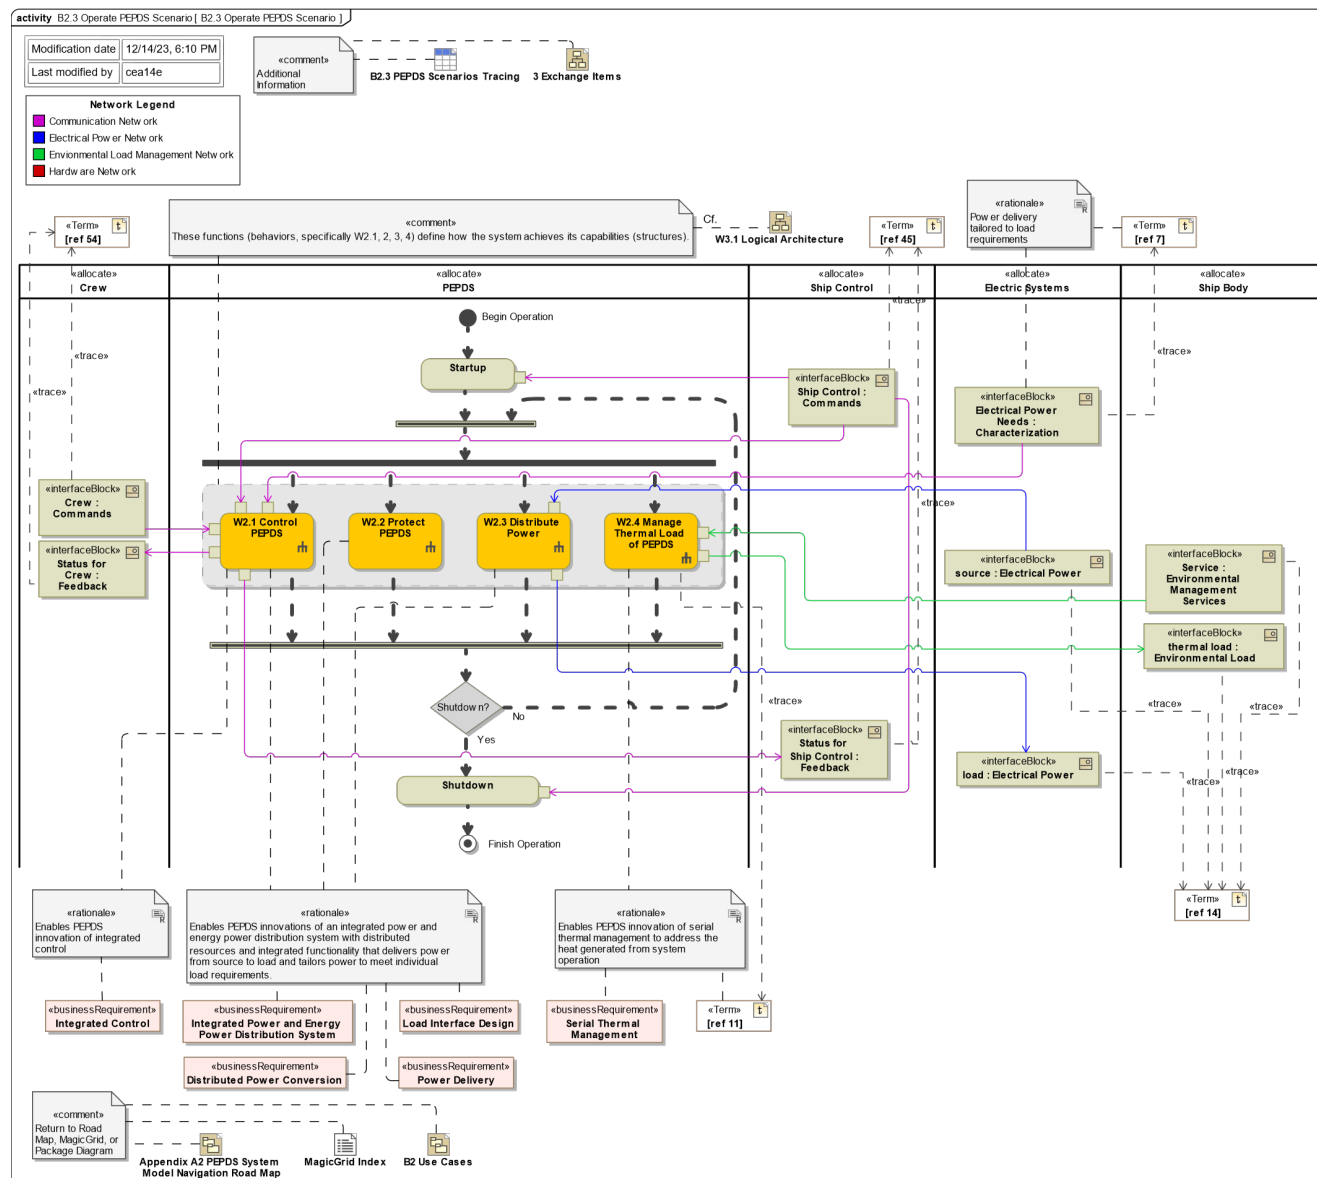 activity B2.3 Operate PEPDS Scenario [ B2.3 Operate PEPDS Scenario ]
Modification date 12/14/23, 6:10 PM
Last modified by cea14e
«comment»
Additional
Information
B2.3 PEPDS Scenarios Tracing
3 Exchange Items
Network Legend
Communication Network
Electrical Power Network
Envionmental Load Management Network
Hardware Network
«Term»
[ref 54]
«comment»
These functions (behaviors, specifically W2.1, 2, 3, 4) define how the system achieves its capabilities (structures).
Cf.
W3.1 Logical Architecture
«Term»
[ref 45]
«rationale»
Power delivery
tailored to load
requirements
«Term»
[ref 7]
«allocate»
Crew
«allocate»
PEPDS
«allocate»
Ship Control
«allocate»
Electric Systems
«allocate»
Ship Body
«trace»
Begin Operation
«trace»
«trace»
«trace»
Startup
«interfaceBlock»
Ship Control :
Commands
«interfaceBlock»
Electrical Power
Needs :
Characterization
«interfaceBlock»
Crew :
Commands
«interfaceBlock»
Status for
Crew :
Feedback
W2.1 Control
PEPDS
W2.2 Protect
PEPDS
W2.3 Distribute
Power
W2.4 Manage
Thermal Load
of PEPDS
«trace»
«interfaceBlock»
source : Electrical Power
«interfaceBlock»
Service :
Environmental
Management
Services
«interfaceBlock»
thermal load :
Environmental Load
Shutdown?
No
Yes
«trace»
«trace»
«trace»
«interfaceBlock»
Status for
Ship Control :
Feedback
«interfaceBlock»
load : Electrical Power
«trace»
«trace»
Shutdown
Finish Operation
«rationale»
Enables PEPDS
innovation of integrated
control
«rationale»
Enables PEPDS innovations of an integrated power and
energy power distribution system with distributed
resources and integrated functionality that delivers power
from source to load and tailors power to meet individual
load requirements.
«rationale»
Enables PEPDS innovation of serial
thermal management to address the
heat generated from system
operation
«Term»
[ref 14]
«businessRequirement»
Integrated Control
«businessRequirement»
Integrated Power and Energy
Power Distribution System
«businessRequirement»
Load Interface Design
«businessRequirement»
Serial Thermal
Management
«Term»
[ref 11]
«businessRequirement»
Distributed Power Conversion
«businessRequirement»
Power Delivery
«comment»
Return to Road
Map, MagicGrid, or
Package Diagram
Appendix A2 PEPDS System
Model Navigation Road Map
MagicGrid Index
B2 Use Cases